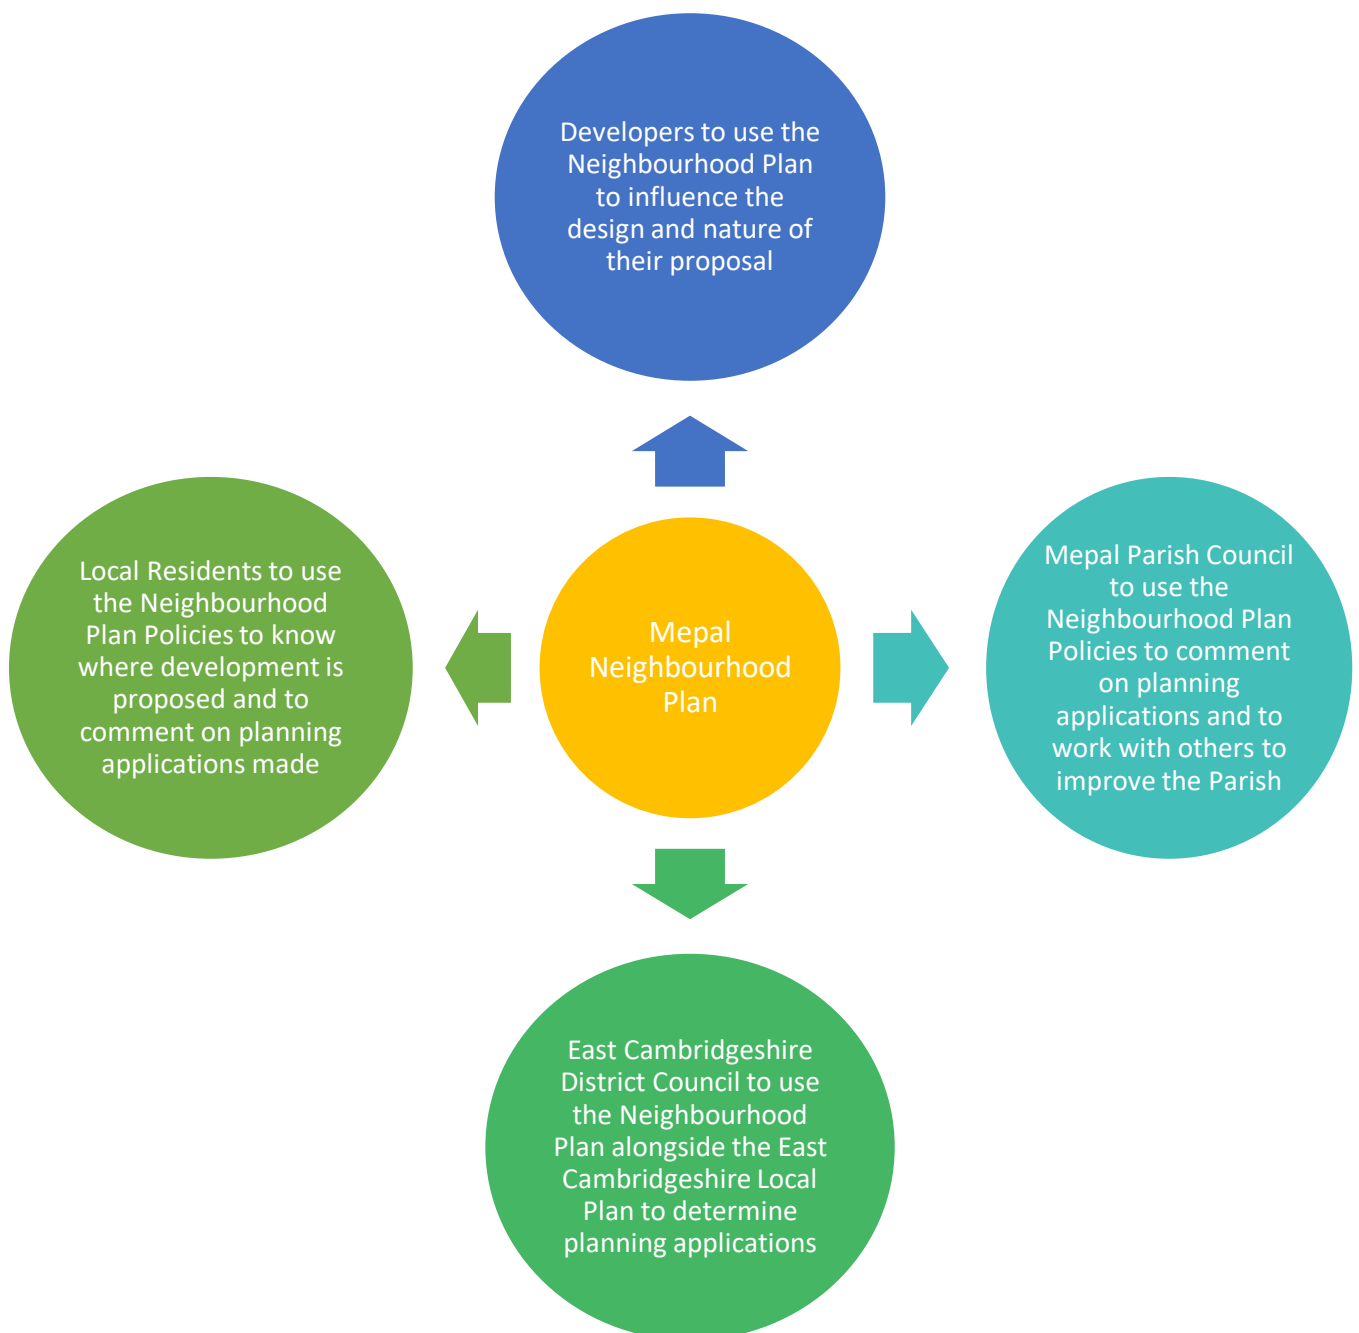 Developers to use the
Neighbourhood Plan
to influence the
design and nature of
their proposal
Local Residents to use
the Neighbourhood
Plan Policies to know
where development is
proposed and to
comment on planning
applications made
Mepal
Neighbourhood
Plan
Mepal Parish Council
to use the
Neighbourhood Plan
Policies to comment
on planning
applications and to
work with others to
improve the Parish
East Cambridgeshire
District Council to use
the Neighbourhood
Plan alongside the East
Cambridgeshire Local
Plan to determine
planning applications